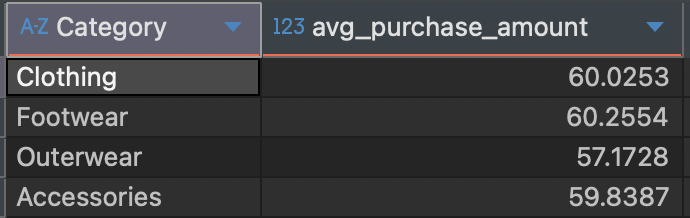 A-Z Category 123 avg_purchase_amount
Clothing 60.0253
Footwear 60.2554
Outerwear 57.1728
Accessories 59.8387